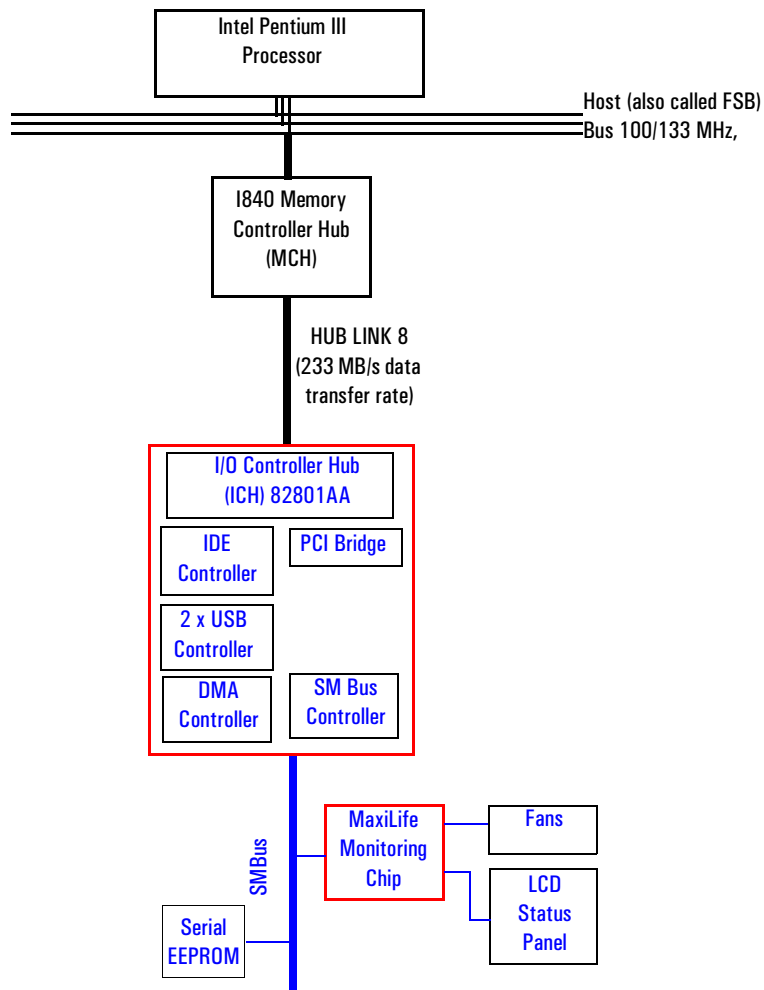 Intel Pentium III
Processor
Host (also called FSB)
Bus 100/133 MHz,
I840 Memory
Controller Hub
(MCH)
HUB LINK 8
(233 MB/s data
transfer rate)
I/O Controller Hub
(ICH) 82801AA
IDE
Controller
PCI Bridge
2 x USB
Controller
DMA
Controller
SM Bus
Controller
SMBus
MaxiLife
Monitoring
Chip
Fans
LCD
Status
Panel
Serial
EEPROM